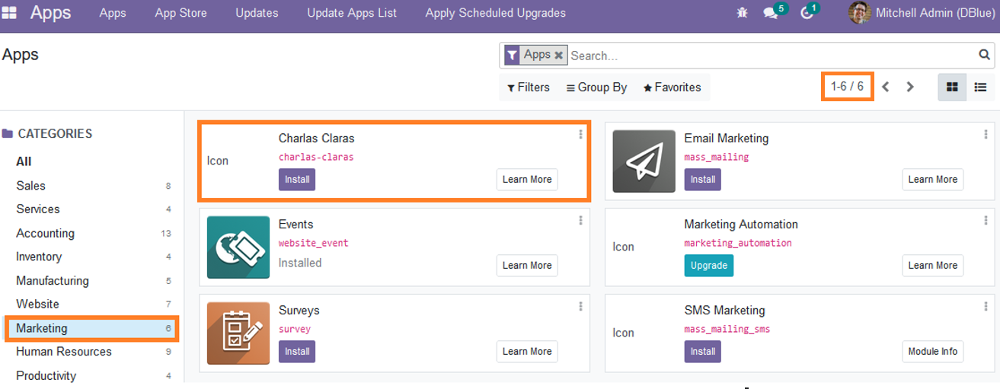 Apps Apps App Store Updates Update Apps List Apply Scheduled Upgrades 5 1 Mitchell Admin (DBlue)
Apps
Apps Search...
Filters Group By Favorites 1-6 / 6
CATEGORIES
All
Sales 8
Services 4
Accounting 13
Inventory 4
Manufacturing 5
Website 7
Marketing 6
Human Resources 9
Productivity 4
Icon
Charlas Claras
charlas-claras
Install Learn More
Email Marketing
mass_mailing
Install Learn More
Events
website_event
Installed Learn More
Icon
Marketing Automation
marketing_automation
Upgrade Learn More
Surveys
survey
Install Learn More
Icon
SMS Marketing
mass_mailing_sms
Install Module Info